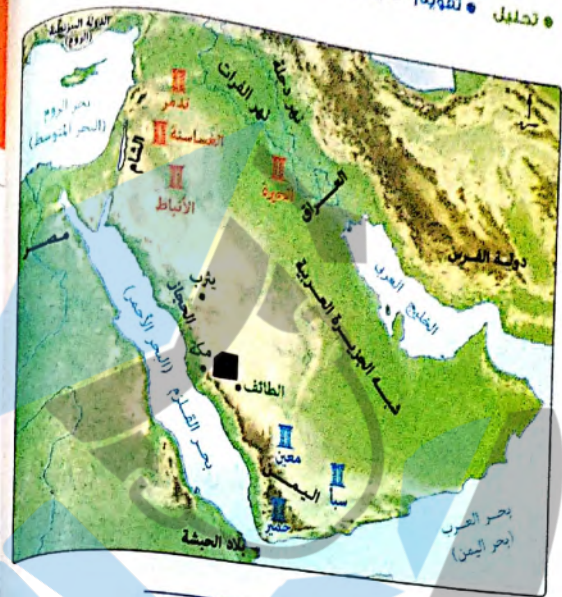 • تحليل • تقويم
الدولة البيزنطية
(الروم)
بحر الروم
(البحر المتوسط)
تدمر
الغساسنة
الأنباط
الشام
نهر الفرات
نهر دجلة
الحيرة
العراق
دولة الفرس
مصر
الخليج العربي
شبه الجزيرة العربية
يثرب
الحجاز
الطائف
بحر القلزم
(البحر الأحمر)
معين
سبأ
اليمن
حمير
بلاد الحبشة
بحر العرب
(بحر اليمن)